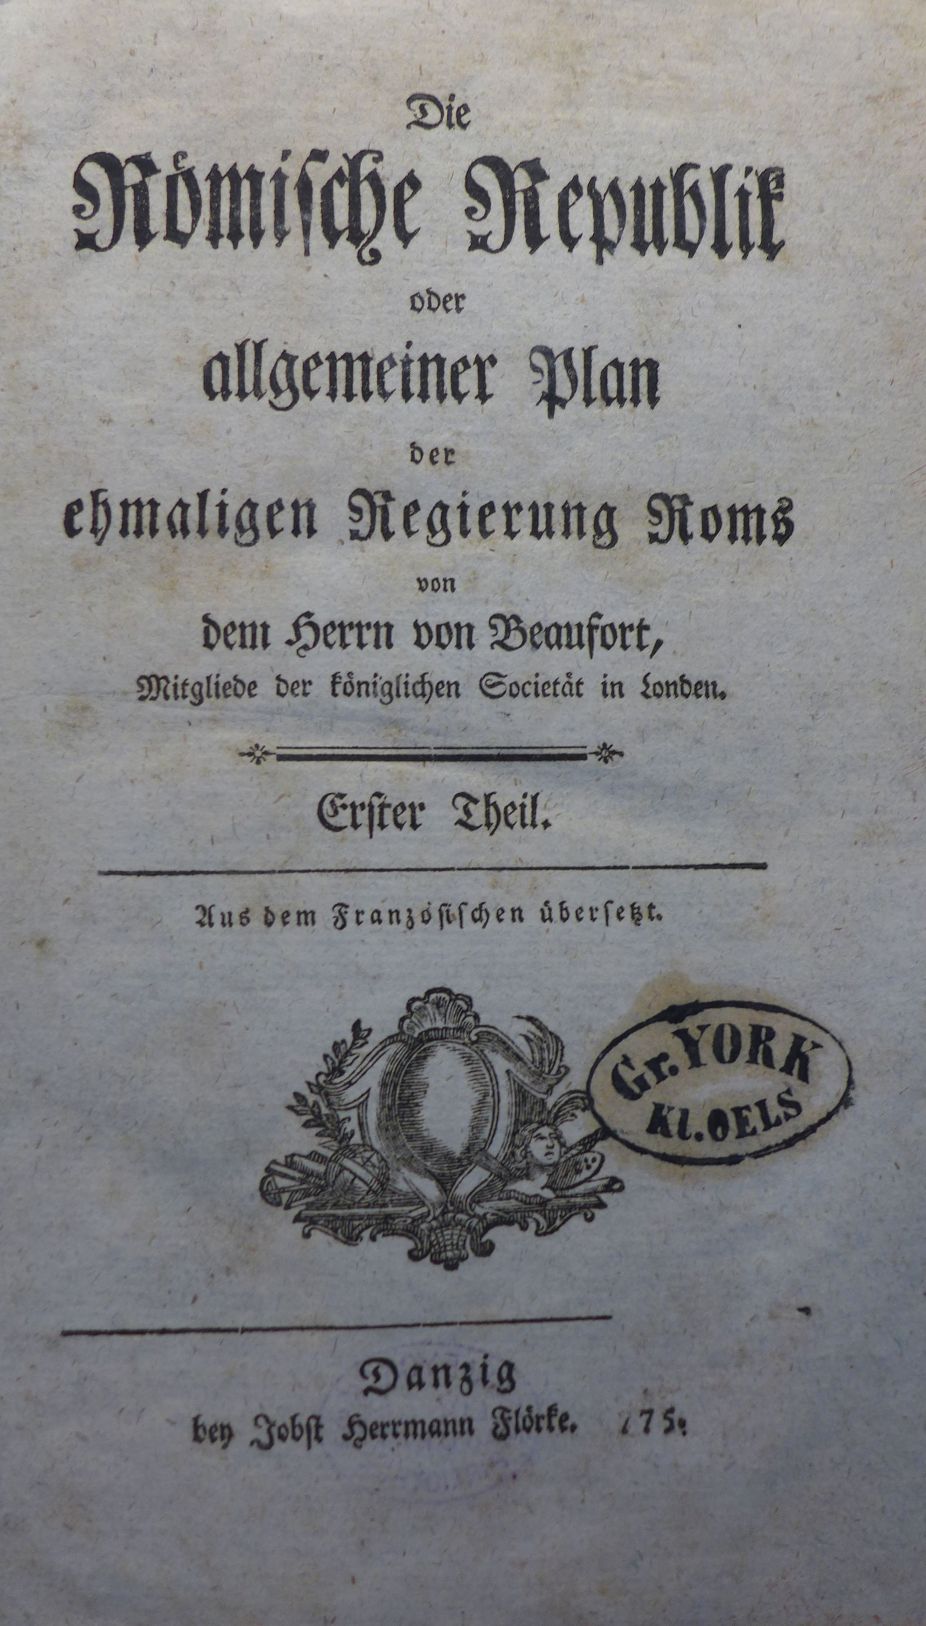 Die
Römische Republik
oder
allgemeiner Plan
der
ehmaligen Regierung Roms
von
dem Herrn von Beaufort,
Mitgliede der königlichen Societät in Londen.
Erster Theil.
Aus dem Französischen übersetzt.
Gr. YORK
Kl. OELS
Danzig
bey Jobst Herrmann Flörke.